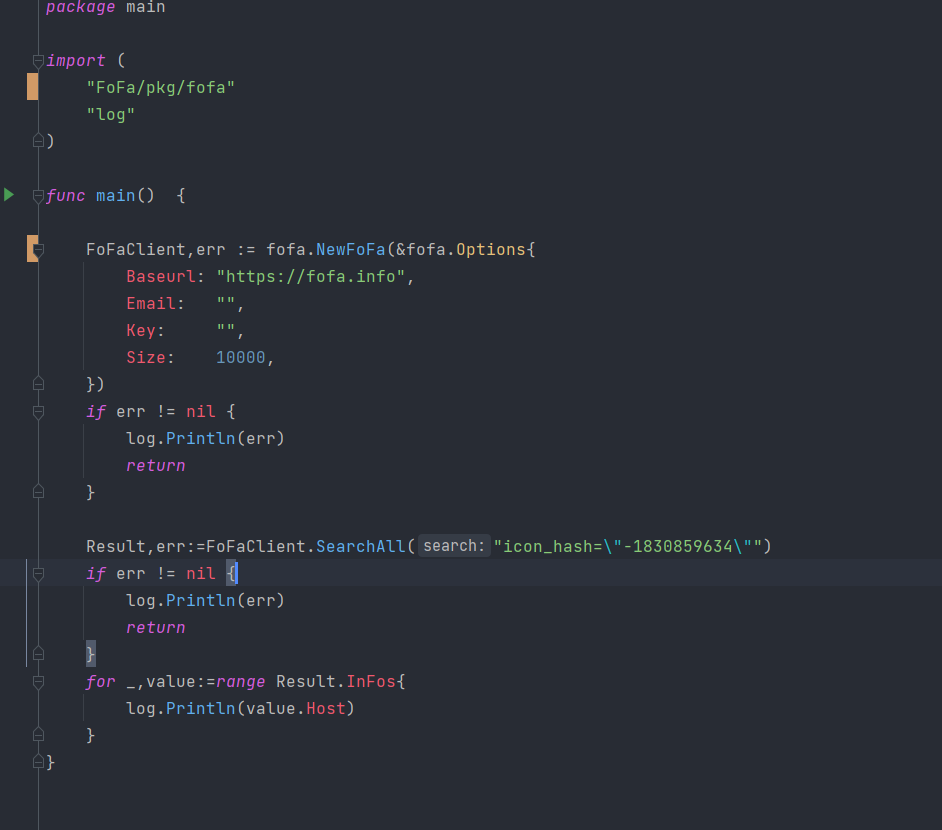 package main
import (
"FoFa/pkg/fofa"
"log"
)
func main()  {
FoFaClient,err := fofa.NewFoFa(&fofa.Options{
Baseurl: "https://fofa.info",
Email:   "",
Key:     "",
Size:    10000,
})
if err != nil {
log.Println(err)
return
}
Result,err:=FoFaClient.SearchAll( search: "icon_hash=\"-1830859634\"")
if err != nil {
log.Println(err)
return
}
for _,value:=range Result.InFos{
log.Println(value.Host)
}
}